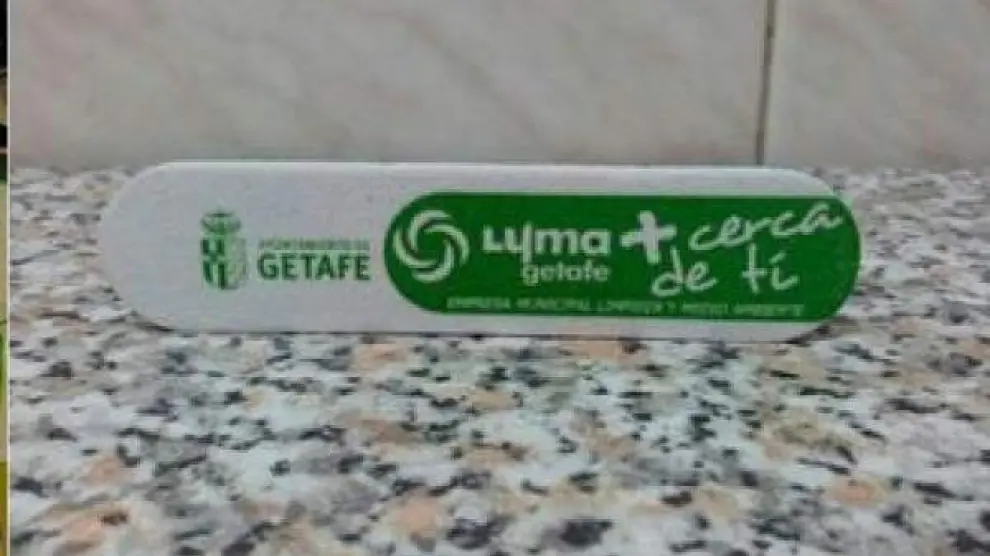 AYUNTAMIENTO DE
GETAFE
Lyma
getafe
+ cerca
de tí
EMPRESA MUNICIPAL LIMPIEZA Y MEDIO AMBIENTE